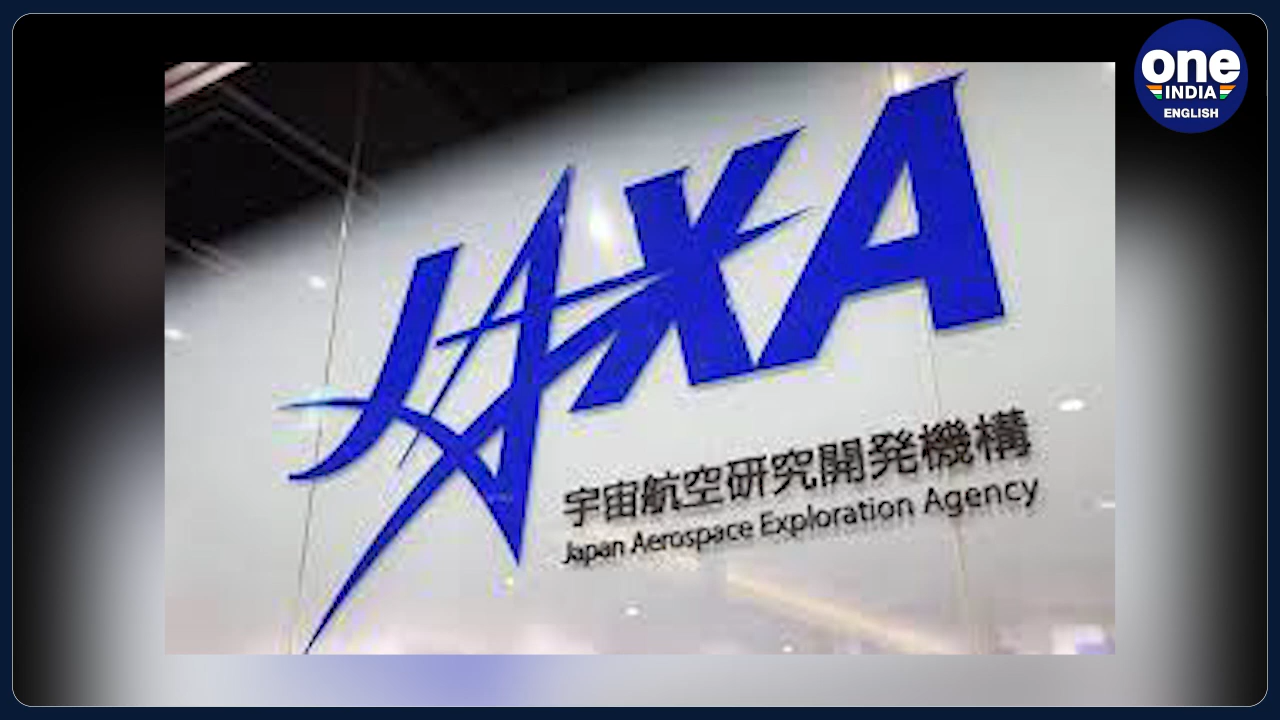 one
INDIA
ENGLISH
JAXA
宇宙航空研究開発機構
Japan Aerospace Exploration Agency